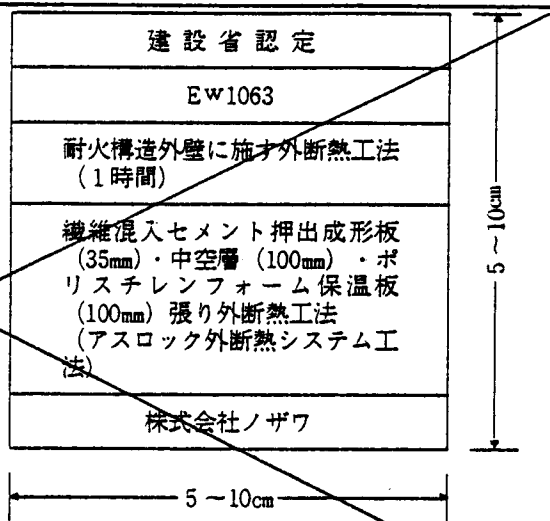 建設省認定
EW1063
耐火構造外壁に施す外断熱工法
(1時間)
繊維混入セメント押出成形板
(35mm)・中空層(100mm)・ポ
リスチレンフォーム保温板
(100mm)張り外断熱工法
(アスロック外断熱システム工
法)
株式会社ノザワ
5~10cm
5~10cm